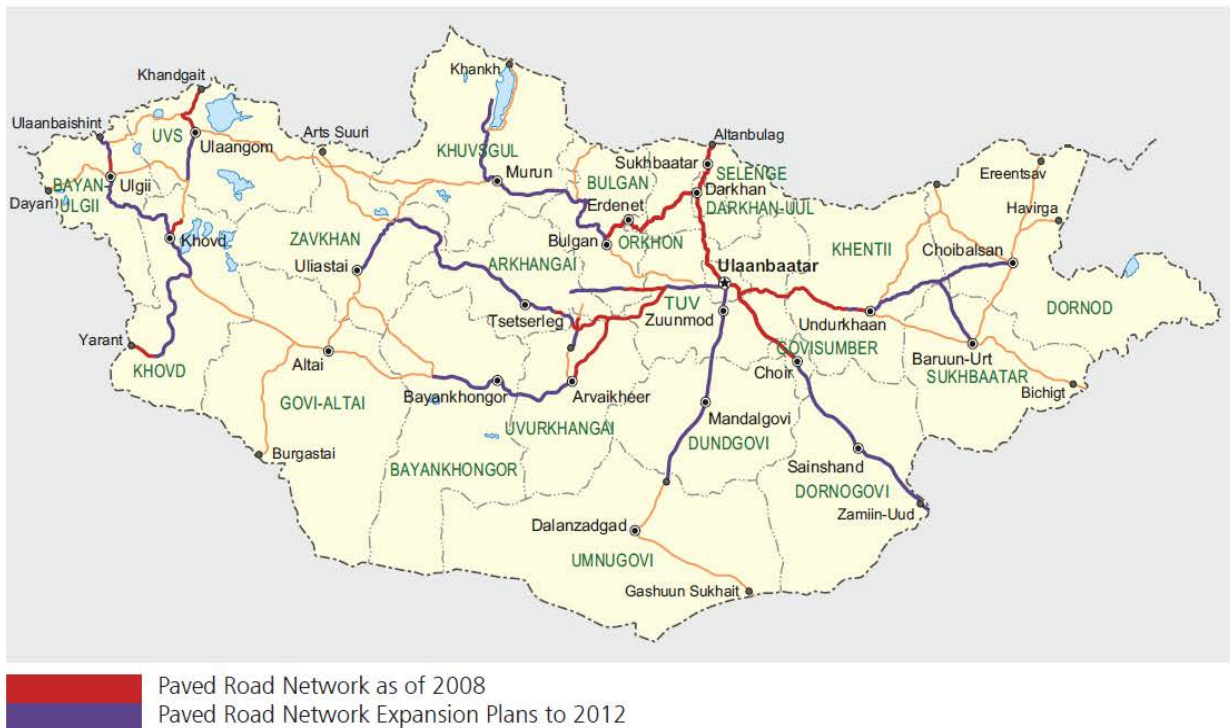 Khankh
Khandgait
Ulaanbaishint
UVS
Ulaangom
Arts Suuri
KHUVSGUL
Altanbulag
Sukhbaatar
SELENGE
Ereentsav
BAYAN-
ULGII
Ulgii
Dayan
Murun
BULGAN
Erdenet
Darkhan
DARKHAN-UUL
Havirga
Khovd
ZAVKHAN
Bulgan
ORKHON
KHENTII
Choibalsan
Uliastai
ARKHANGAI
Ulaanbaatar
DORNOD
Tsetserleg
TUV
Zuunmod
Undurkhaan
Yarant
KHOVD
Altai
GOVISUMBER
Choir
Baruun-Urt
SUKHBAATAR
GOVI-ALTAI
Bayankhongor
Arvaikheer
Bichigt
UVURKHANGAI
Mandalgovi
DUNDGOVI
Burgastai
BAYANKHONGOR
Sainshand
DORNOGOVI
Zamiin-Uud
Dalanzadgad
UMNUGOVI
Gashuun Sukhait
Paved Road Network as of 2008
Paved Road Network Expansion Plans to 2012